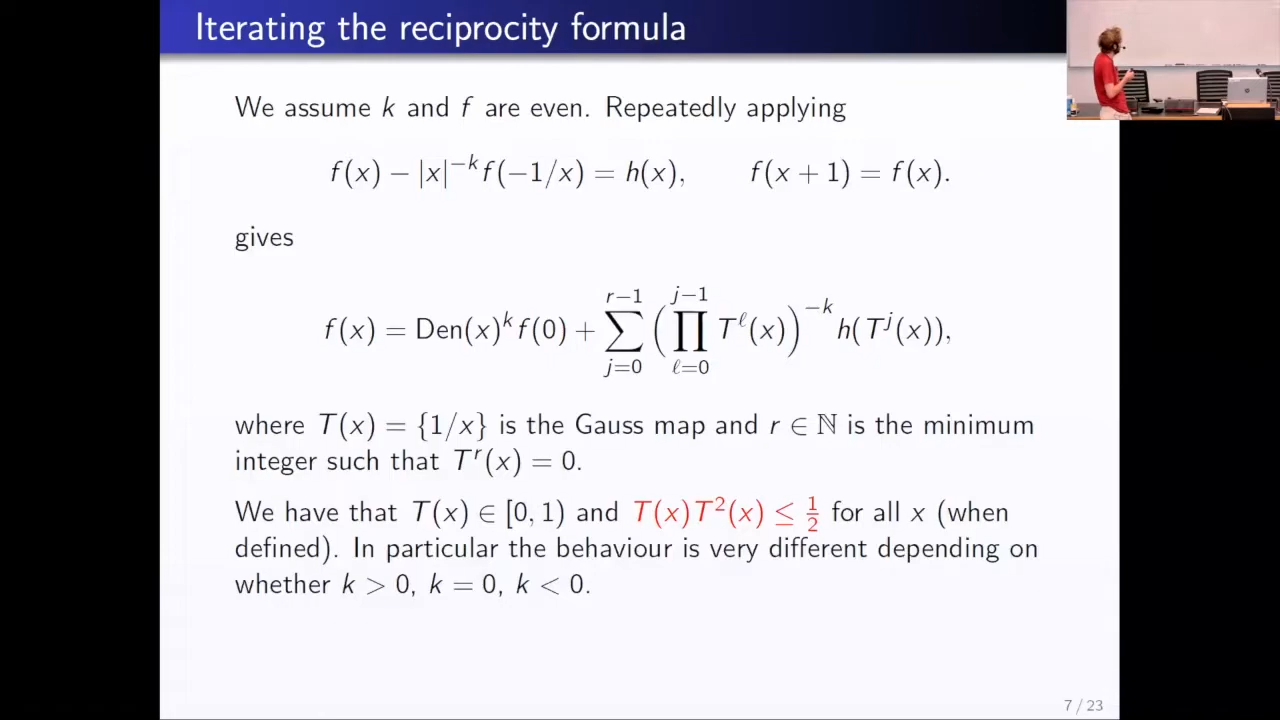 Iterating the reciprocity formula
We assume k and f are even. Repeatedly applying
f(x) − |x|^{−k} f(−1/x) = h(x), f(x + 1) = f(x).
gives
f(x) = Den(x)^k f(0) + \sum_{j=0}^{r−1} ( \prod_{ℓ=0}^{j−1} T^ℓ(x) )^{−k} h(T^j(x)),
where T(x) = {1/x} is the Gauss map and r ∈ ℕ is the minimum
integer such that T^r(x) = 0.
We have that T(x) ∈ [0, 1) and T(x)T²(x) ≤ 1/2 for all x (when
defined). In particular the behaviour is very different depending on
whether k > 0, k = 0, k < 0.
7 / 23